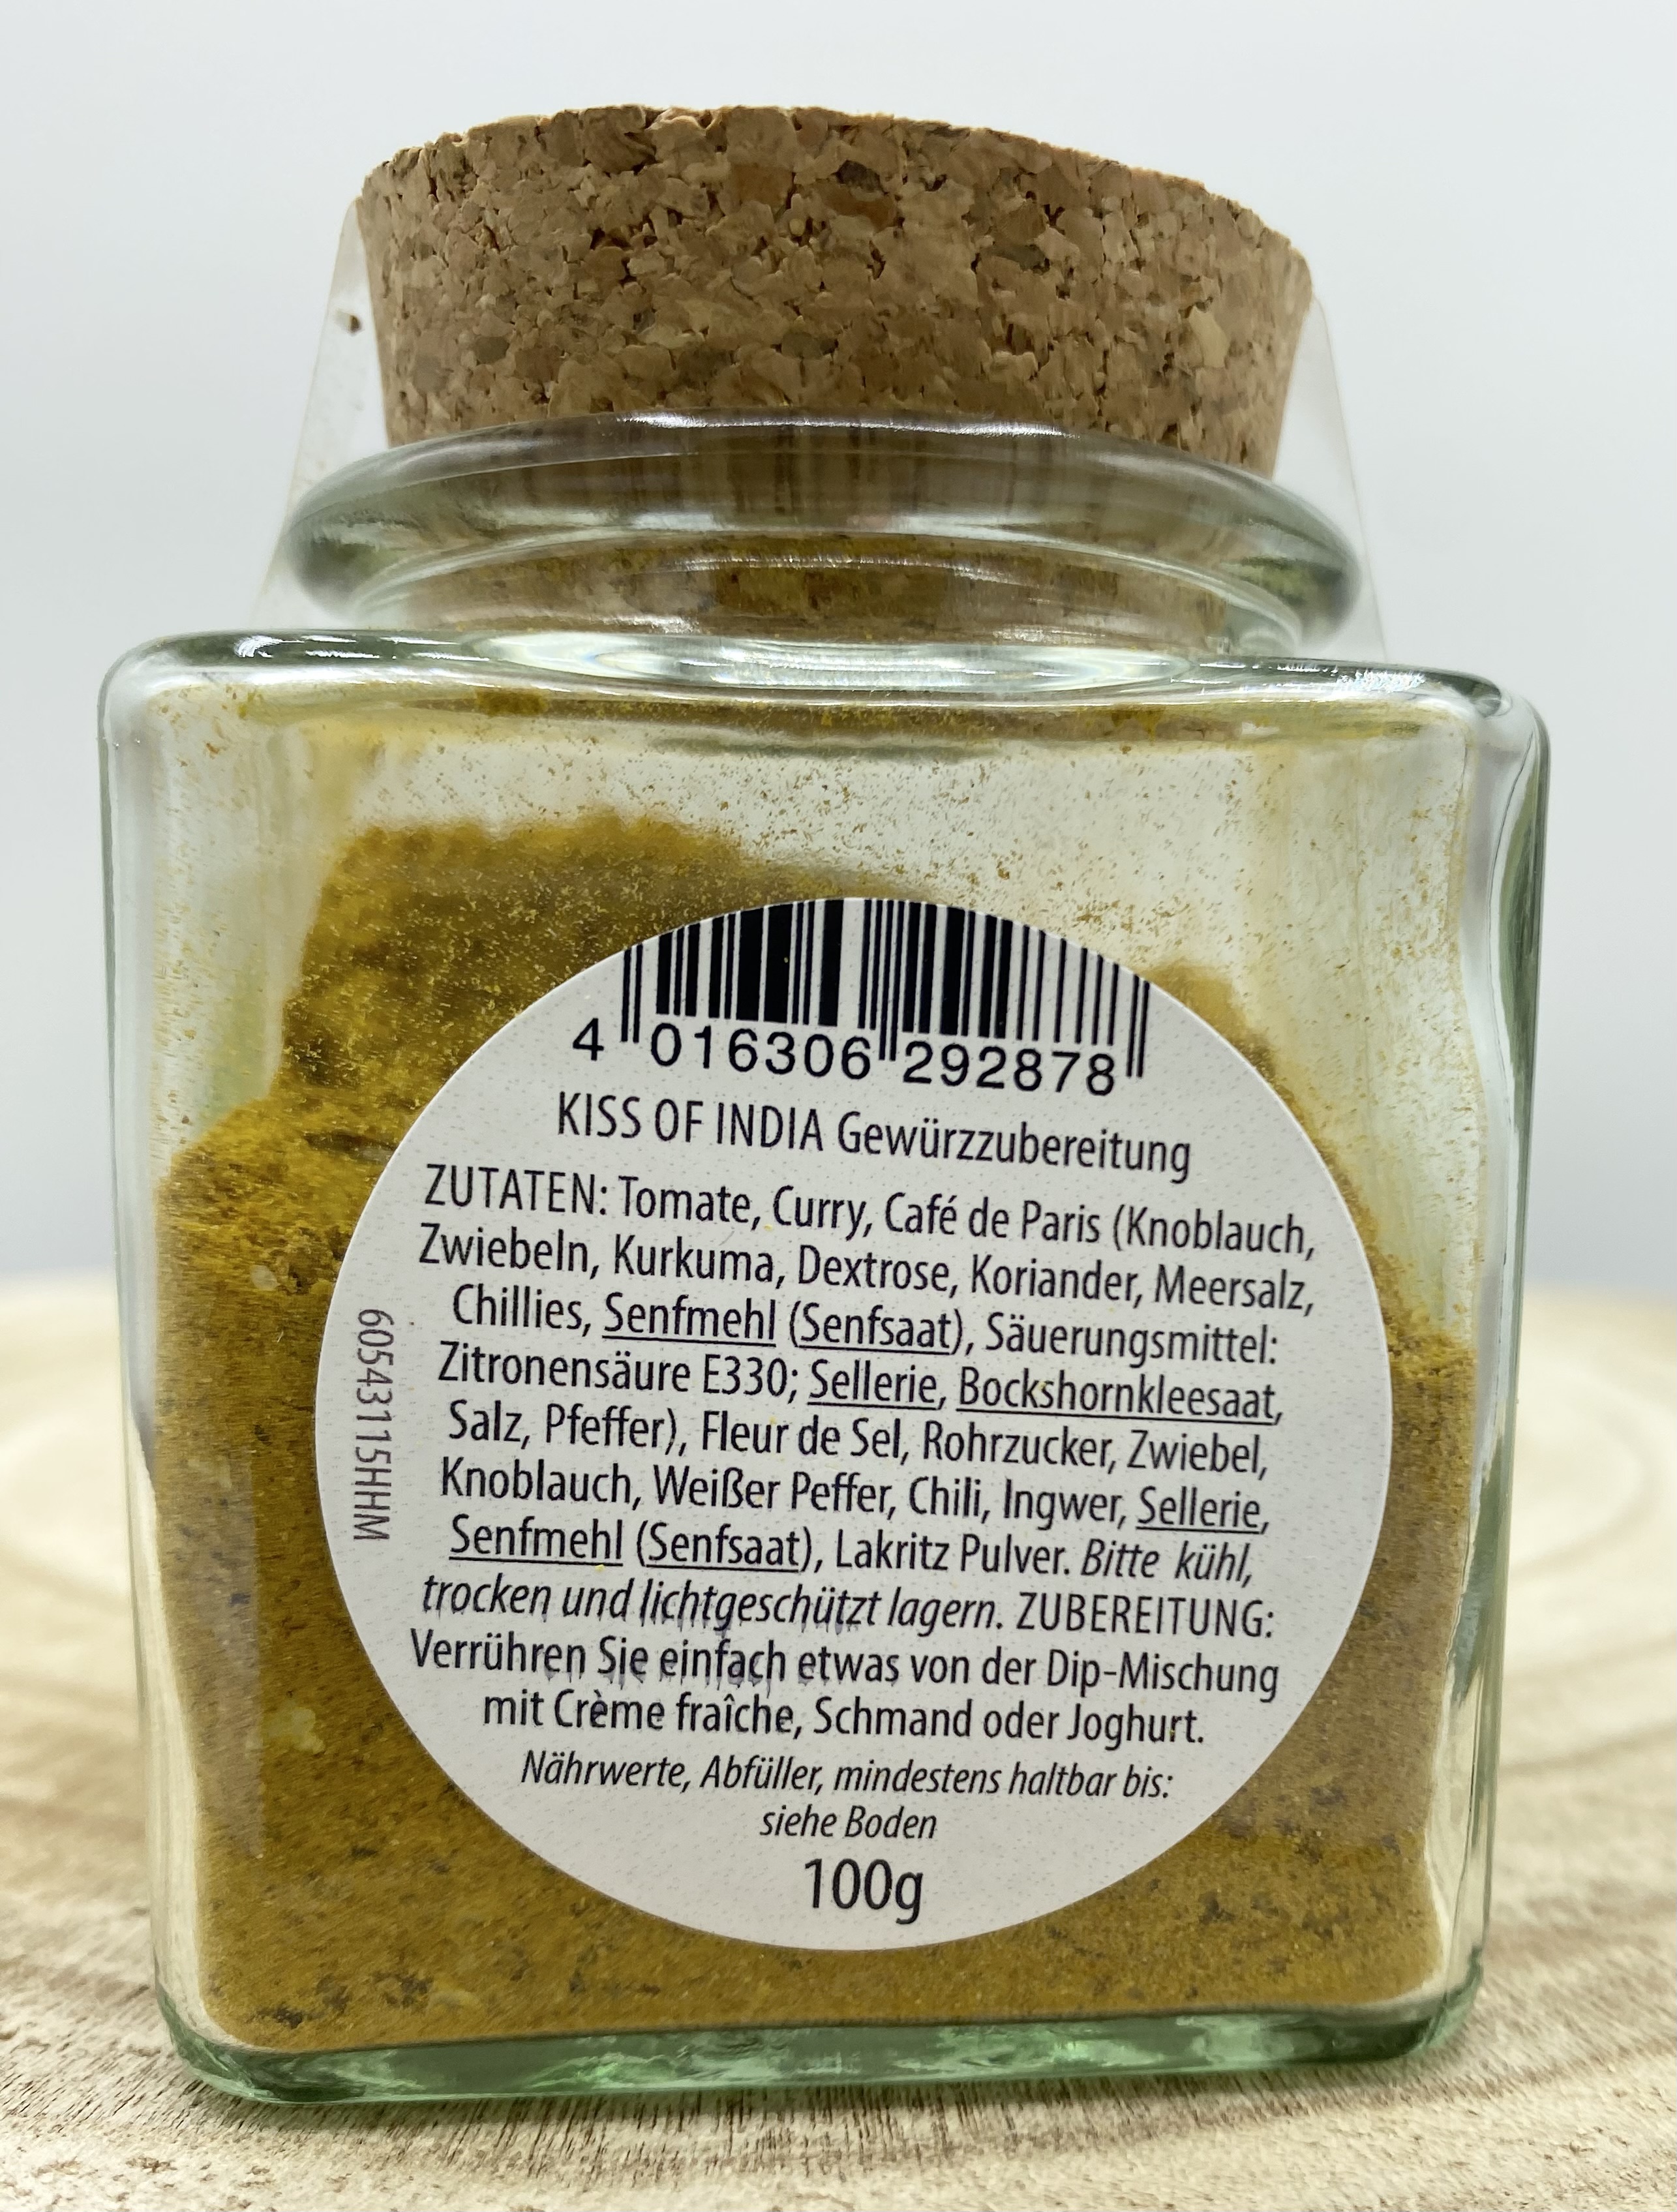 4 016306 292878
KISS OF INDIA Gewürzzubereitung
ZUTATEN: Tomate, Curry, Café de Paris (Knoblauch,
Zwiebeln, Kurkuma, Dextrose, Koriander, Meersalz,
Chillies, Senfmehl (Senfsaat), Säuerungsmittel:
Zitronensäure E330; Sellerie, Bockshornkleesaat,
Salz, Pfeffer), Fleur de Sel, Rohrzucker, Zwiebel,
Knoblauch, Weißer Peffer, Chili, Ingwer, Sellerie,
Senfmehl (Senfsaat), Lakritz Pulver. Bitte kühl,
trocken und lichtgeschützt lagern. ZUBEREITUNG:
Verrühren Sie einfach etwas von der Dip-Mischung
mit Crème fraîche, Schmand oder Joghurt.
Nährwerte, Abfüller, mindestens haltbar bis:
siehe Boden
100g
60543115HHM